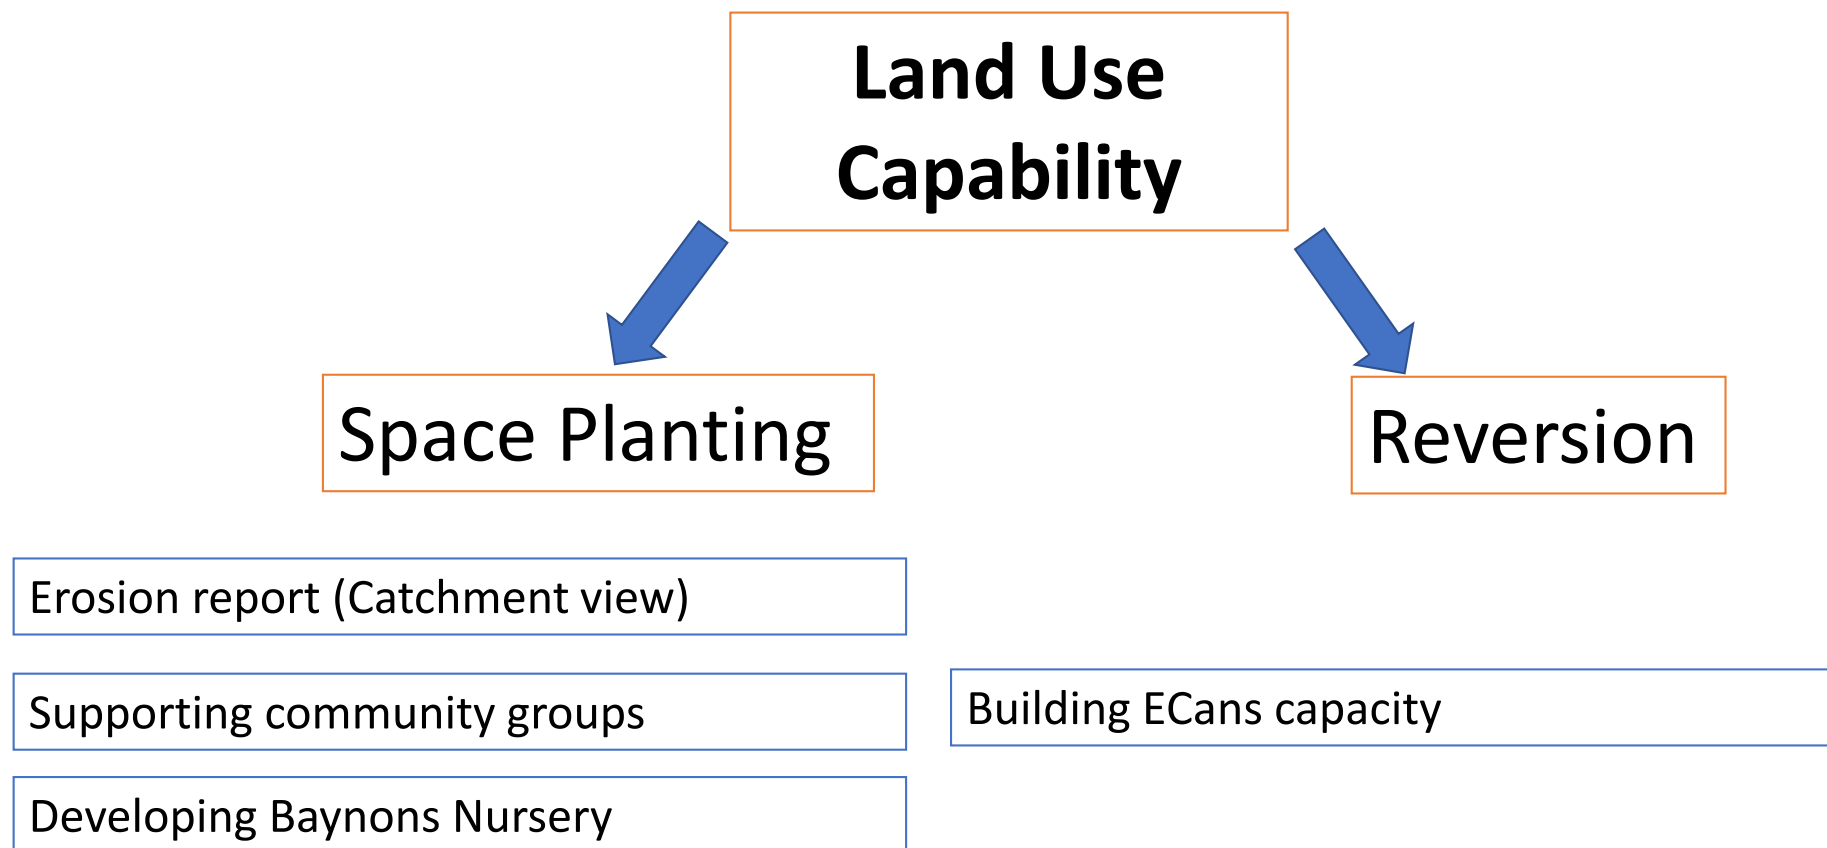 Land Use
Capability
Space Planting
Reversion
Erosion report (Catchment view)
Supporting community groups
Building ECans capacity
Developing Baynons Nursery